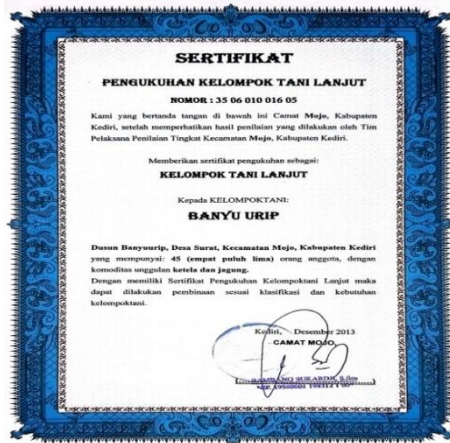 SERTIFIKAT
PENGUKUHAN KELOMPOK TANI LANJUT
NOMOR : 35 06 010 016 05
Kami yang bertanda tangan di bawah ini Camat Mojo, Kabupaten
Kediri, setelah memperhatikan hasil penilaian yang dilakukan oleh Tim
Pelaksana Penilaian Tingkat Kecamatan Mojo, Kabupaten Kediri.
Memberikan sertifikat pengukuhan sebagai:
KELOMPOK TANI LANJUT
Kepada KELOMPOKTANI:
BANYU URIP
Dusun Banyuurip, Desa Surat, Kecamatan Mojo, Kabupaten Kediri
yang mempunyai: 45 (empat puluh lima) orang anggota, dengan
komoditas unggulan ketela dan jagung.
Dengan memiliki Sertifikat Pengukuhan Kelompoktani Lanjut maka
dapat dilakukan pembinaan sesuai klasifikasi dan kebutuhan
kelompoktani.
Kediri, Desember 2013
CAMAT MOJO
SUKARDI, S.Sos